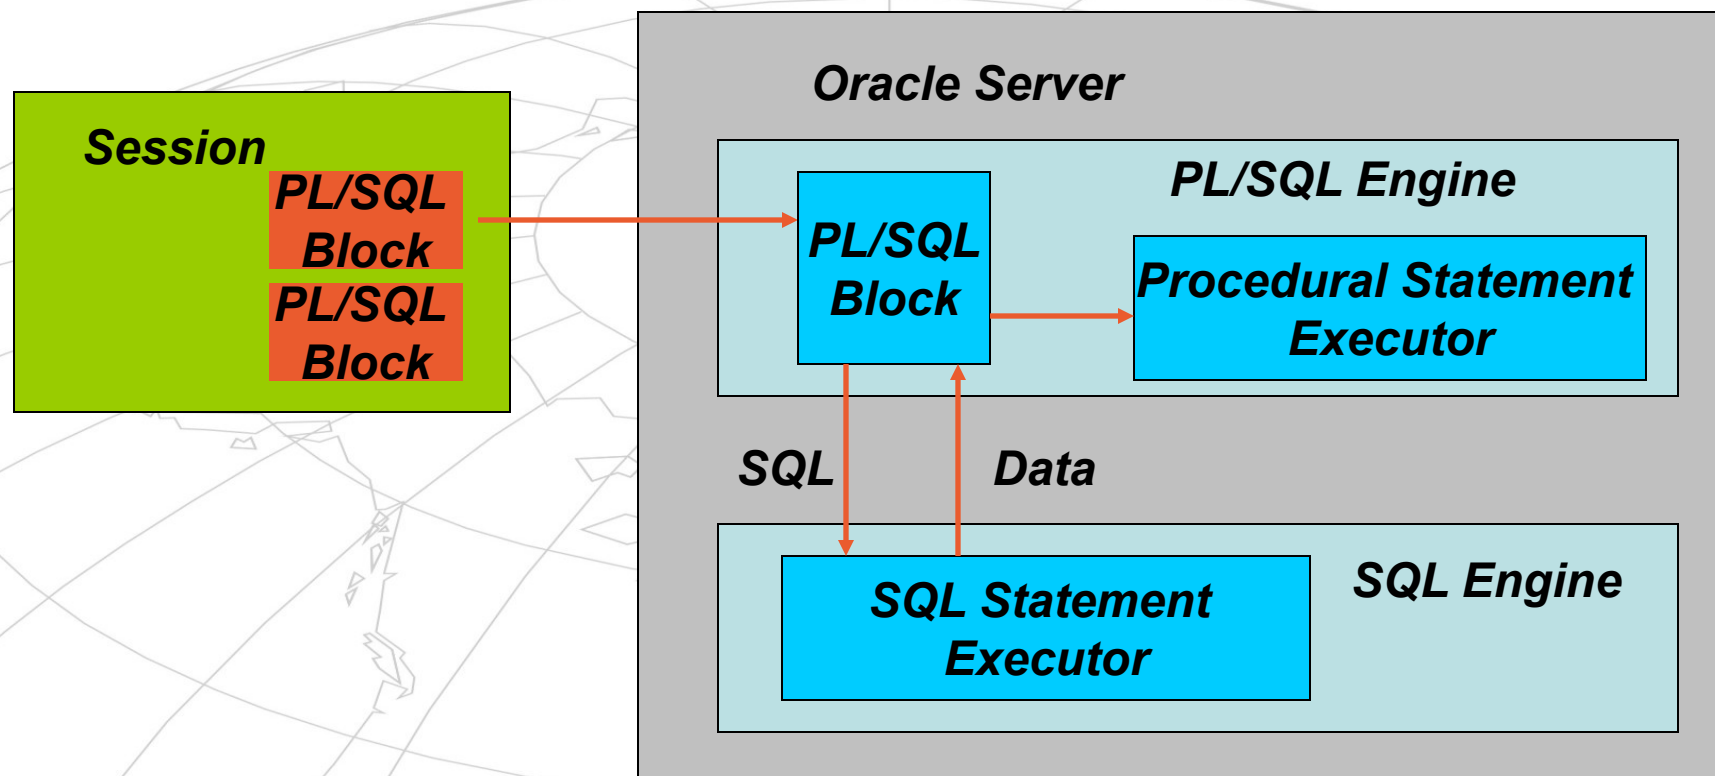 Oracle Server
Session
PL/SQL
Block
PL/SQL
Block
PL/SQL Engine
PL/SQL
Block
Procedural Statement
Executor
SQL
Data
SQL Engine
SQL Statement
Executor